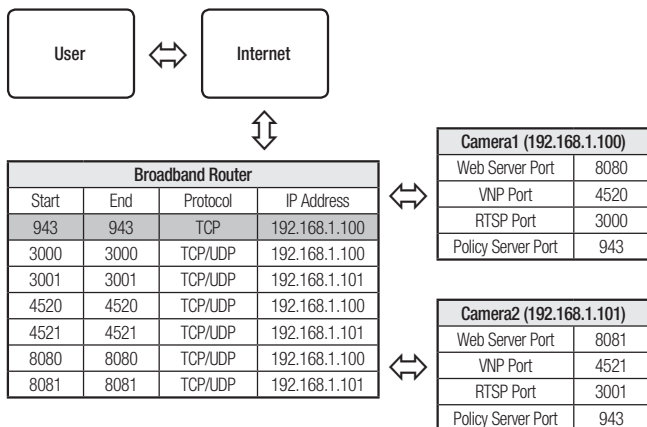 User
Internet
Broadband Router
Start End Protocol IP Address
943 943 TCP 192.168.1.100
3000 3000 TCP/UDP 192.168.1.100
3001 3001 TCP/UDP 192.168.1.101
4520 4520 TCP/UDP 192.168.1.100
4521 4521 TCP/UDP 192.168.1.101
8080 8080 TCP/UDP 192.168.1.100
8081 8081 TCP/UDP 192.168.1.101
Camera1 (192.168.1.100)
Web Server Port 8080
VNP Port 4520
RTSP Port 3000
Policy Server Port 943
Camera2 (192.168.1.101)
Web Server Port 8081
VNP Port 4521
RTSP Port 3001
Policy Server Port 943